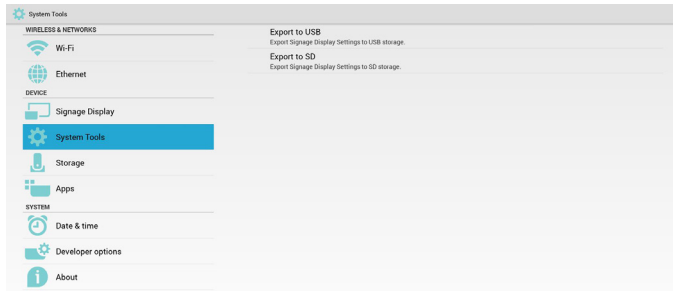 System Tools
WIRELESS & NETWORKS
Wi-Fi
Ethernet
DEVICE
Signage Display
System Tools
Storage
Apps
SYSTEM
Date & time
Developer options
About
Export to USB
Export Signage Display Settings to USB storage.
Export to SD
Export Signage Display Settings to SD storage.